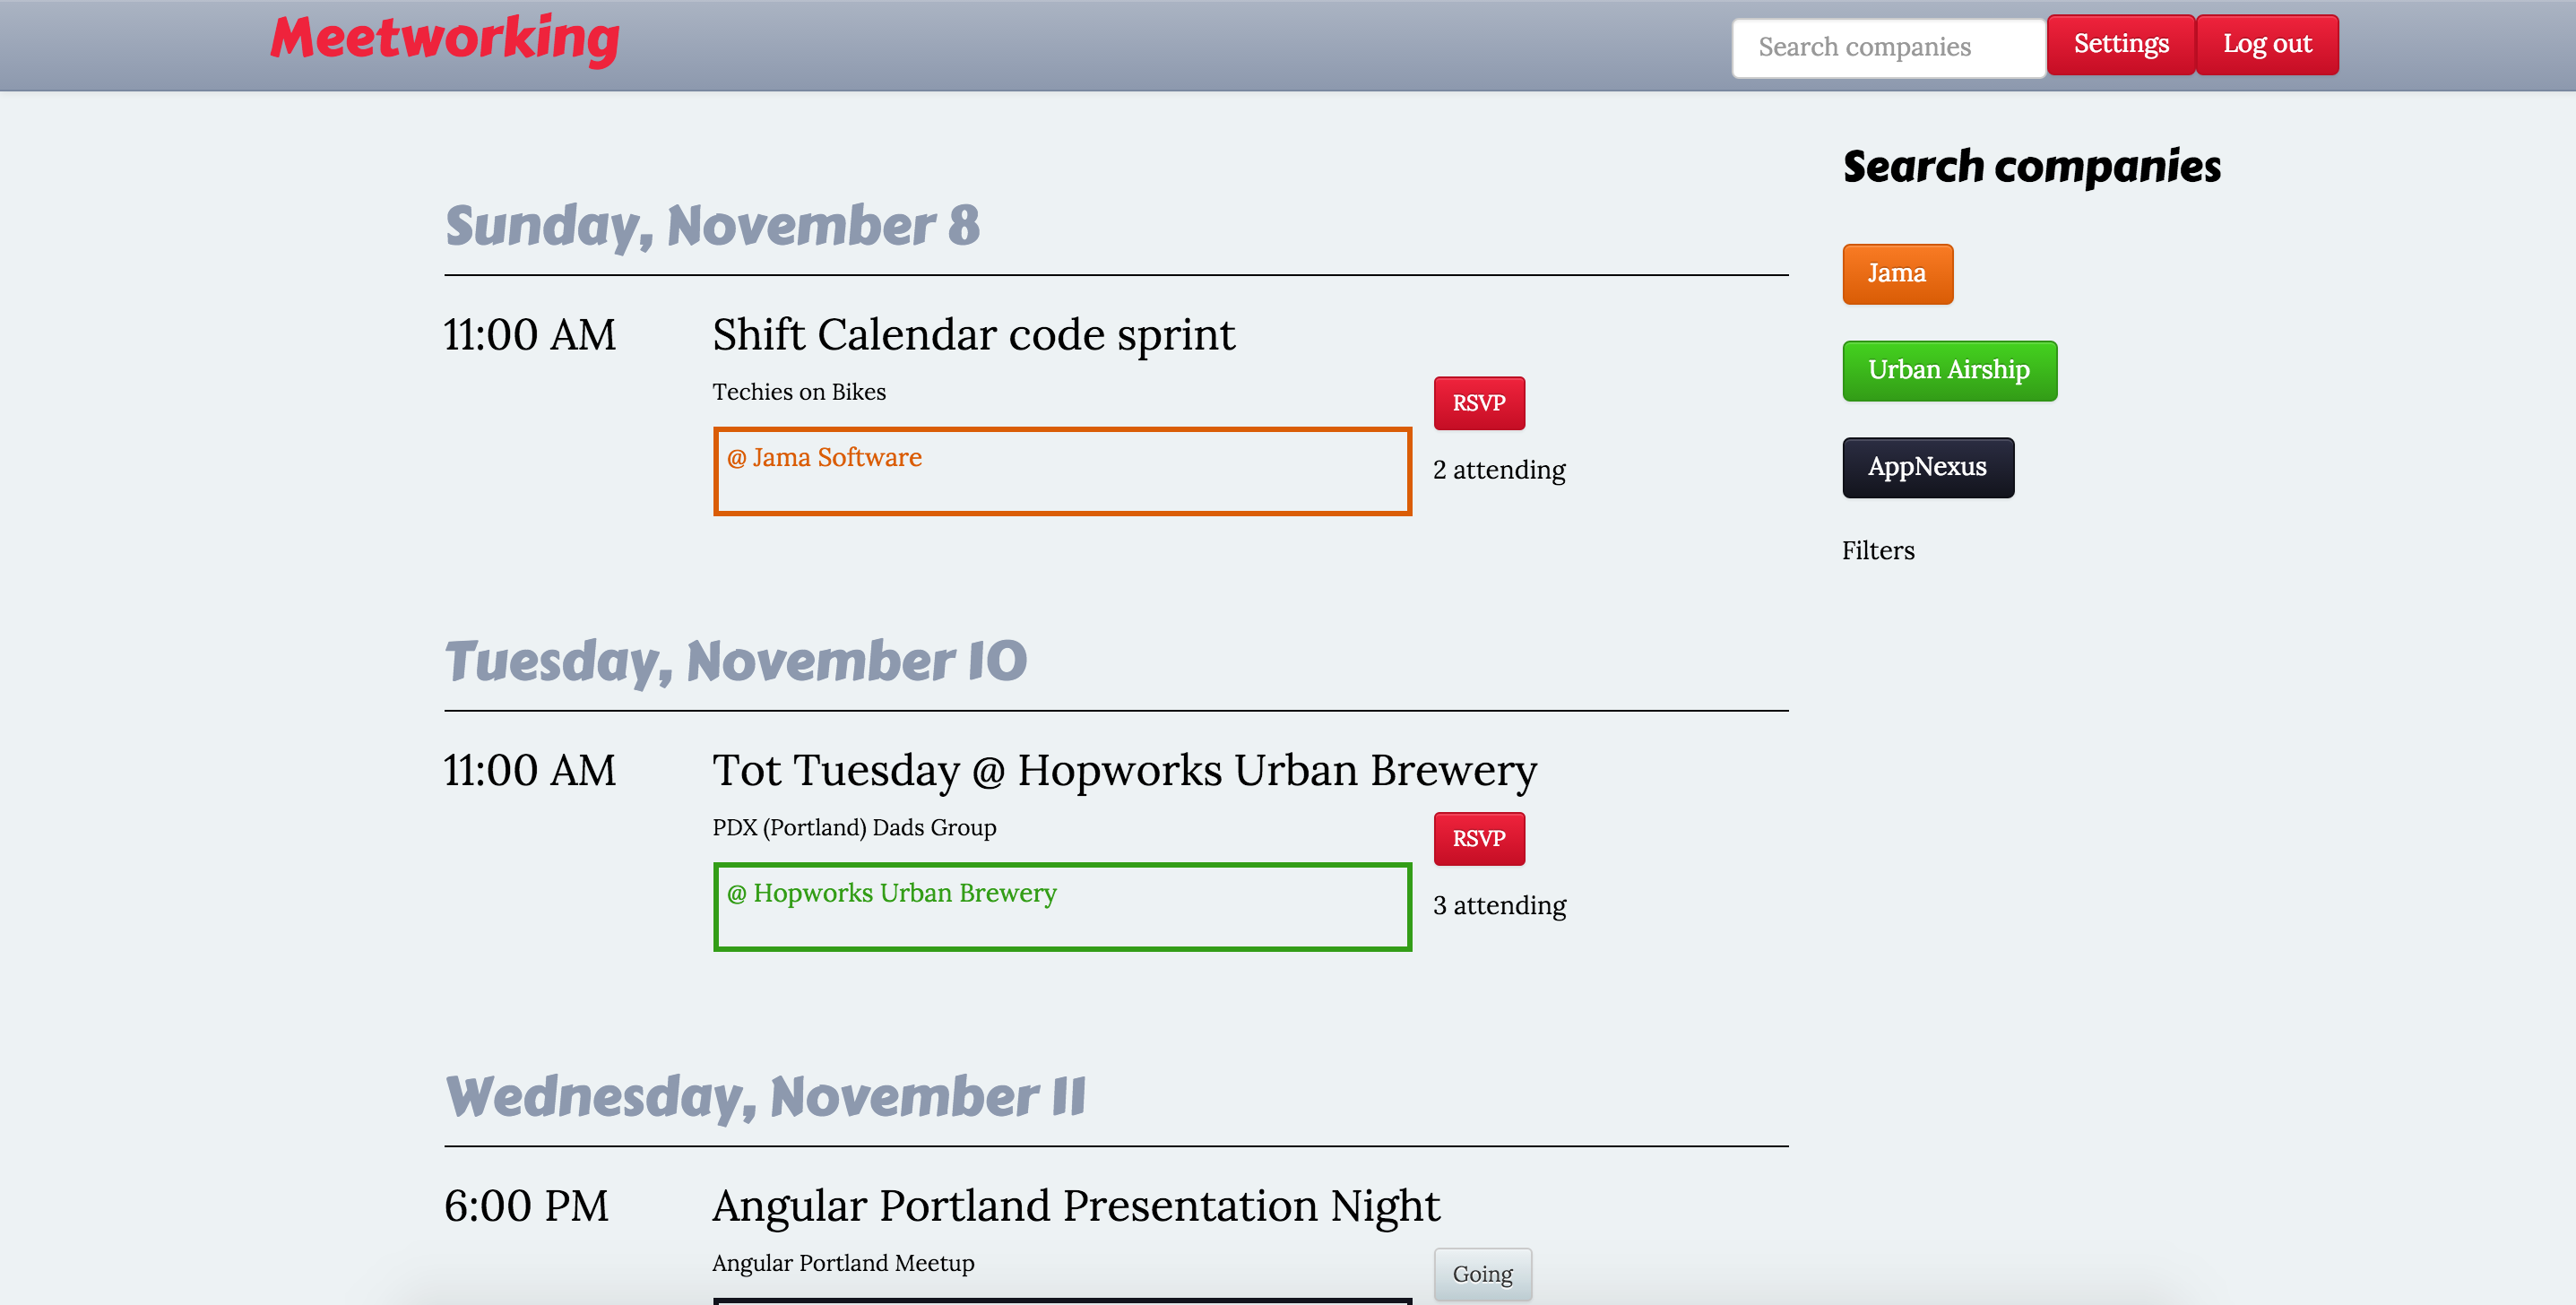 Meetworking
Search companies
Settings
Log out
Search companies
Jama
Urban Airship
AppNexus
Filters
Sunday, November 8
11:00 AM
Shift Calendar code sprint
Techies on Bikes
@ Jama Software
RSVP
2 attending
Tuesday, November 10
11:00 AM
Tot Tuesday @ Hopworks Urban Brewery
PDX (Portland) Dads Group
@ Hopworks Urban Brewery
RSVP
3 attending
Wednesday, November 11
6:00 PM
Angular Portland Presentation Night
Angular Portland Meetup
Going